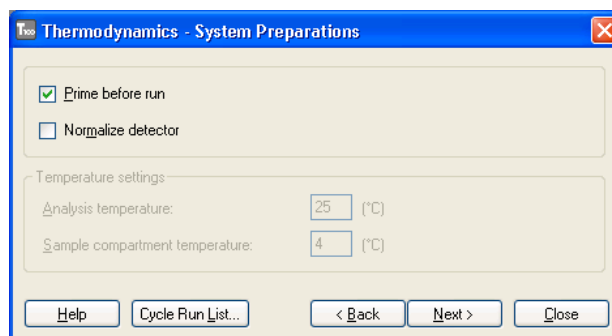 T100 Thermodynamics - System Preparations
Prime before run
Normalize detector
Temperature settings
Analysis temperature: 25 (°C)
Sample compartment temperature: 4 (°C)
Help Cycle Run List... < Back Next > Close